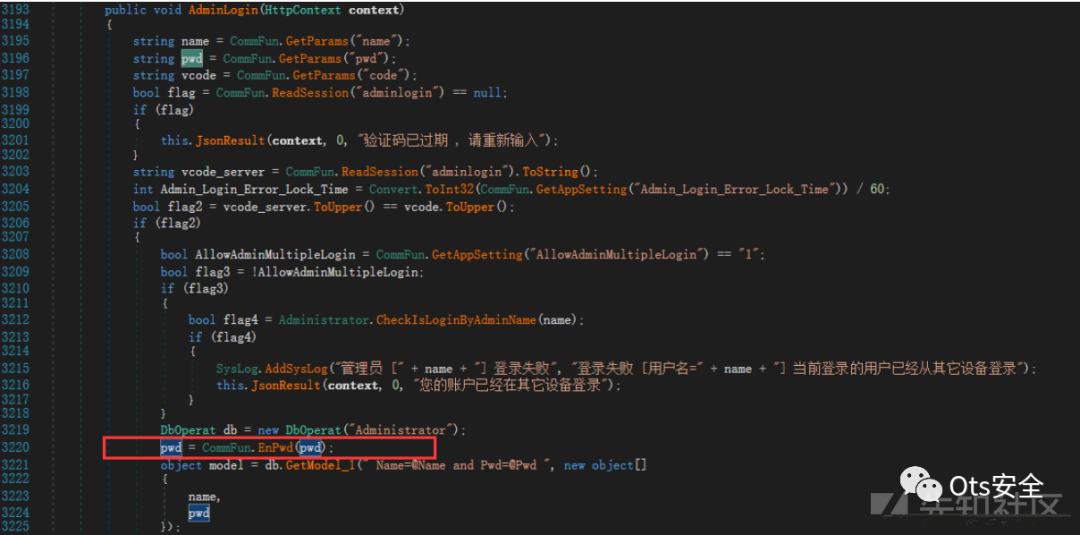 3193 public void AdminLogin(HttpContext context)
3194 {
3195 string name = CommFun.GetParams("name");
3196 string pwd = CommFun.GetParams("pwd");
3197 string vcode = CommFun.GetParams("code");
3198 bool flag = CommFun.ReadSession("adminlogin") == null;
3199 if (flag)
3200 {
3201 this.JsonResult(context, 0, "验证码已过期 ，请重新输入");
3202 }
3203 string vcode_server = CommFun.ReadSession("adminlogin").ToString();
3204 int Admin_Login_Error_Lock_Time = Convert.ToInt32(CommFun.GetAppSetting("Admin_Login_Error_Lock_Time")) / 60;
3205 bool flag2 = vcode_server.ToUpper() == vcode.ToUpper();
3206 if (flag2)
3207 {
3208 bool AllowAdminMultipleLogin = CommFun.GetAppSetting("AllowAdminMultipleLogin") == "1";
3209 bool flag3 = !AllowAdminMultipleLogin;
3210 if (flag3)
3211 {
3212 bool flag4 = Administrator.CheckIsLoginByAdminName(name);
3213 if (flag4)
3214 {
3215 SysLog.AddSysLog("管理员 [" + name + "] 登录失败", "登录失败 [用户名=" + name + "] 当前登录的用户已经从其它设备登录");
3216 this.JsonResult(context, 0, "您的账户已经在其它设备登录");
3217 }
3218 }
3219 DbOperat db = new DbOperat("Administrator");
3220 pwd = CommFun.EnPwd(pwd);
3221 object model = db.GetModel_1(" Name=@Name and Pwd=@Pwd ", new object[]
3222 {
3223 name,
3224 pwd
3225 });
Ots安全
先知社区